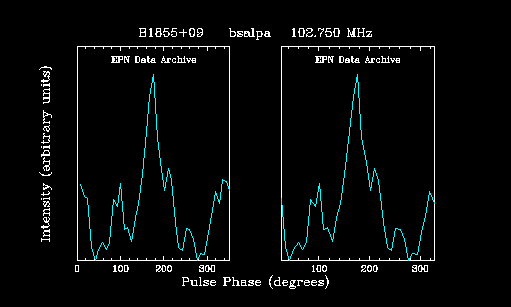 B1855+09 bsalpa 102.750 MHz
EPN Data Archive
EPN Data Archive
Intensity (arbitrary units)
0 100 200 300
100 200 300
Pulse Phase (degrees)